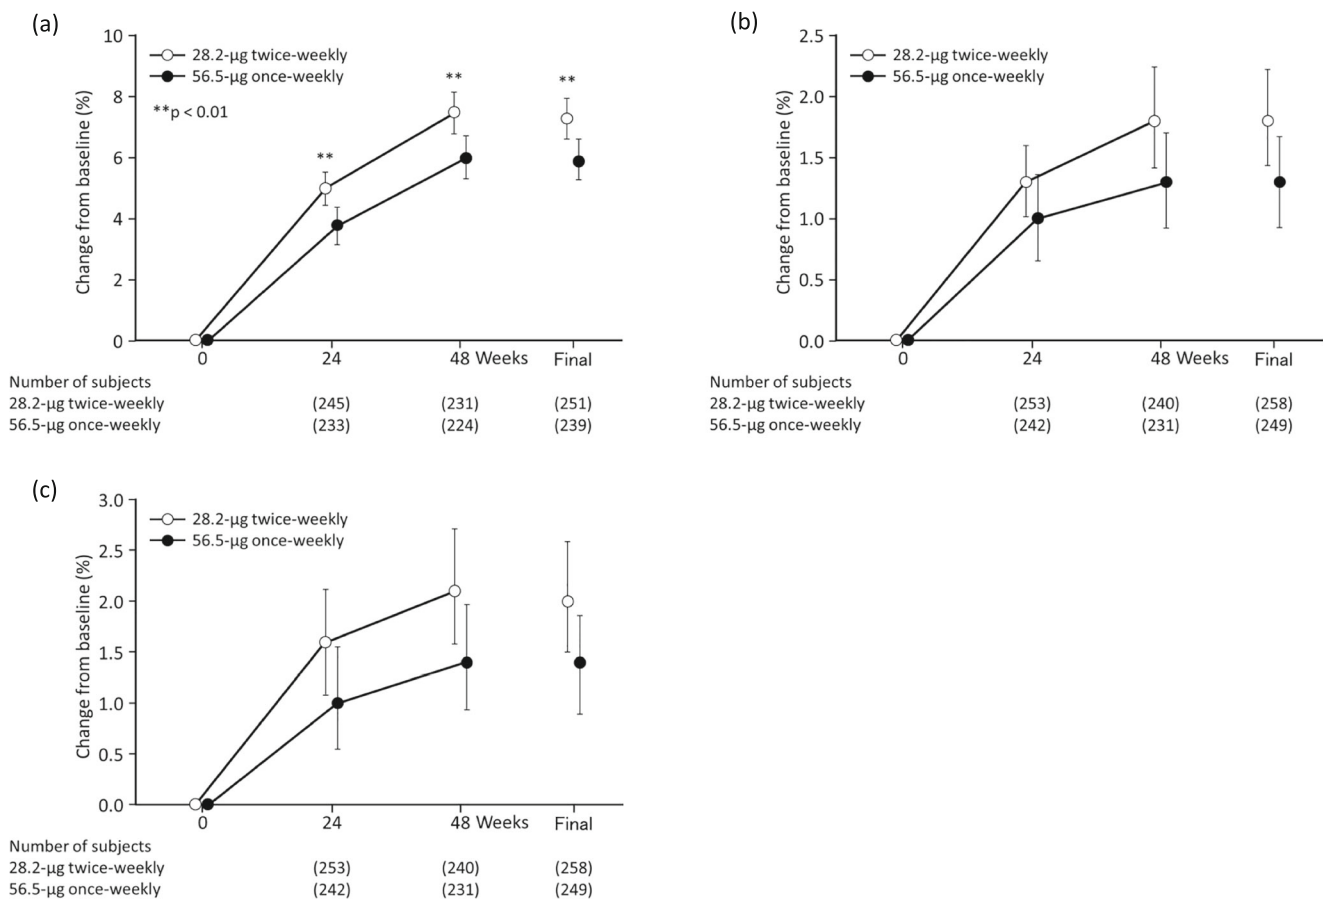 (a)
10
28.2-µg twice-weekly
56.5-µg once-weekly
**p < 0.01
8
6
4
2
0
Change from baseline (%)
**
**
**
0 24 48 Weeks Final
Number of subjects
28.2-µg twice-weekly (245) (231) (251)
56.5-µg once-weekly (233) (224) (239)
(b)
2.5
28.2-µg twice-weekly
56.5-µg once-weekly
2.0
1.5
1.0
0.5
0.0
Change from baseline (%)
0 24 48 Weeks Final
Number of subjects
28.2-µg twice-weekly (253) (240) (258)
56.5-µg once-weekly (242) (231) (249)
(c)
3.0
28.2-µg twice-weekly
56.5-µg once-weekly
2.5
2.0
1.5
1.0
0.5
0.0
Change from baseline (%)
0 24 48 Weeks Final
Number of subjects
28.2-µg twice-weekly (253) (240) (258)
56.5-µg once-weekly (242) (231) (249)